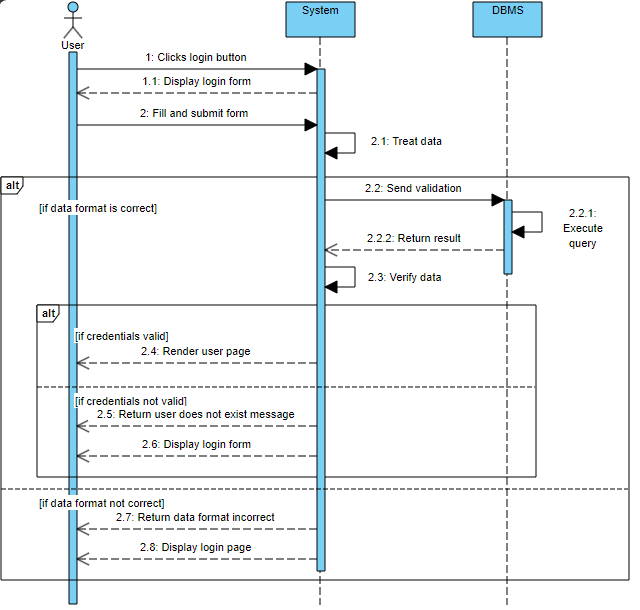 System
DBMS
User
1: Clicks login button
1.1: Display login form
2: Fill and submit form
2.1: Treat data
alt
2.2: Send validation
[if data format is correct]
2.2.1:
Execute
query
2.2.2: Return result
2.3: Verify data
alt
[if credentials valid]
2.4: Render user page
[if credentials not valid]
2.5: Return user does not exist message
2.6: Display login form
[if data format not correct]
2.7: Return data format incorrect
2.8: Display login page